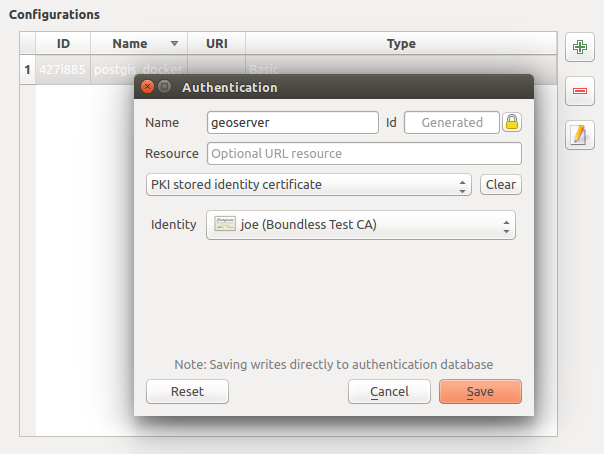 Configurations
ID Name URI Type
1 427i885 postgis_docker Basic
Authentication
Name geoserver Id Generated
Resource Optional URL resource
PKI stored identity certificate Clear
Identity joe (Boundless Test CA)
Note: Saving writes directly to authentication database
Reset Cancel Save